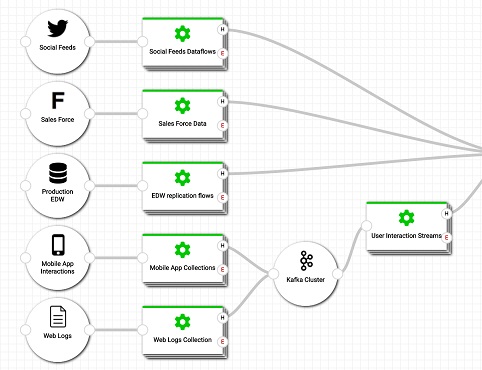 Social Feeds
Social Feeds Dataflows
H
E
F
Sales Force
Sales Force Data
H
E
Production
EDW
EDW replication flows
H
E
Mobile App
Interactions
Mobile App Collections
H
E
Kafka Cluster
User Interaction Streams
H
E
Web Logs
Web Logs Collection
H
E